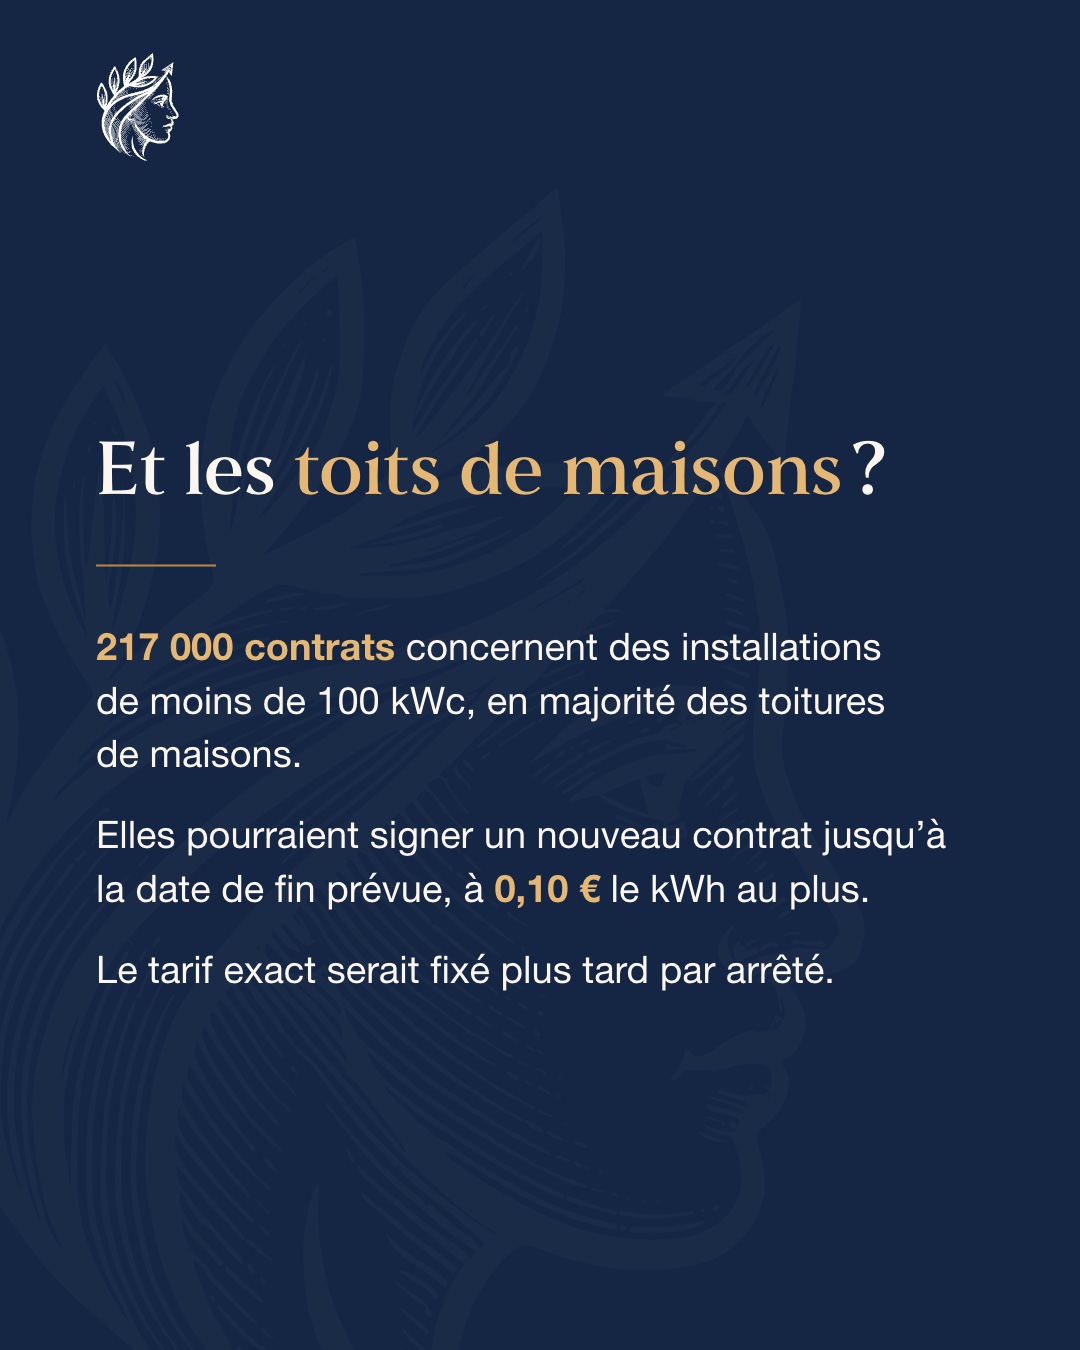 Et les toits de maisons ?
217 000 contrats concernent des installations
de moins de 100 kWc, en majorité des toitures
de maisons.
Elles pourraient signer un nouveau contrat jusqu’à
la date de fin prévue, à 0,10 € le kWh au plus.
Le tarif exact serait fixé plus tard par arrêté.